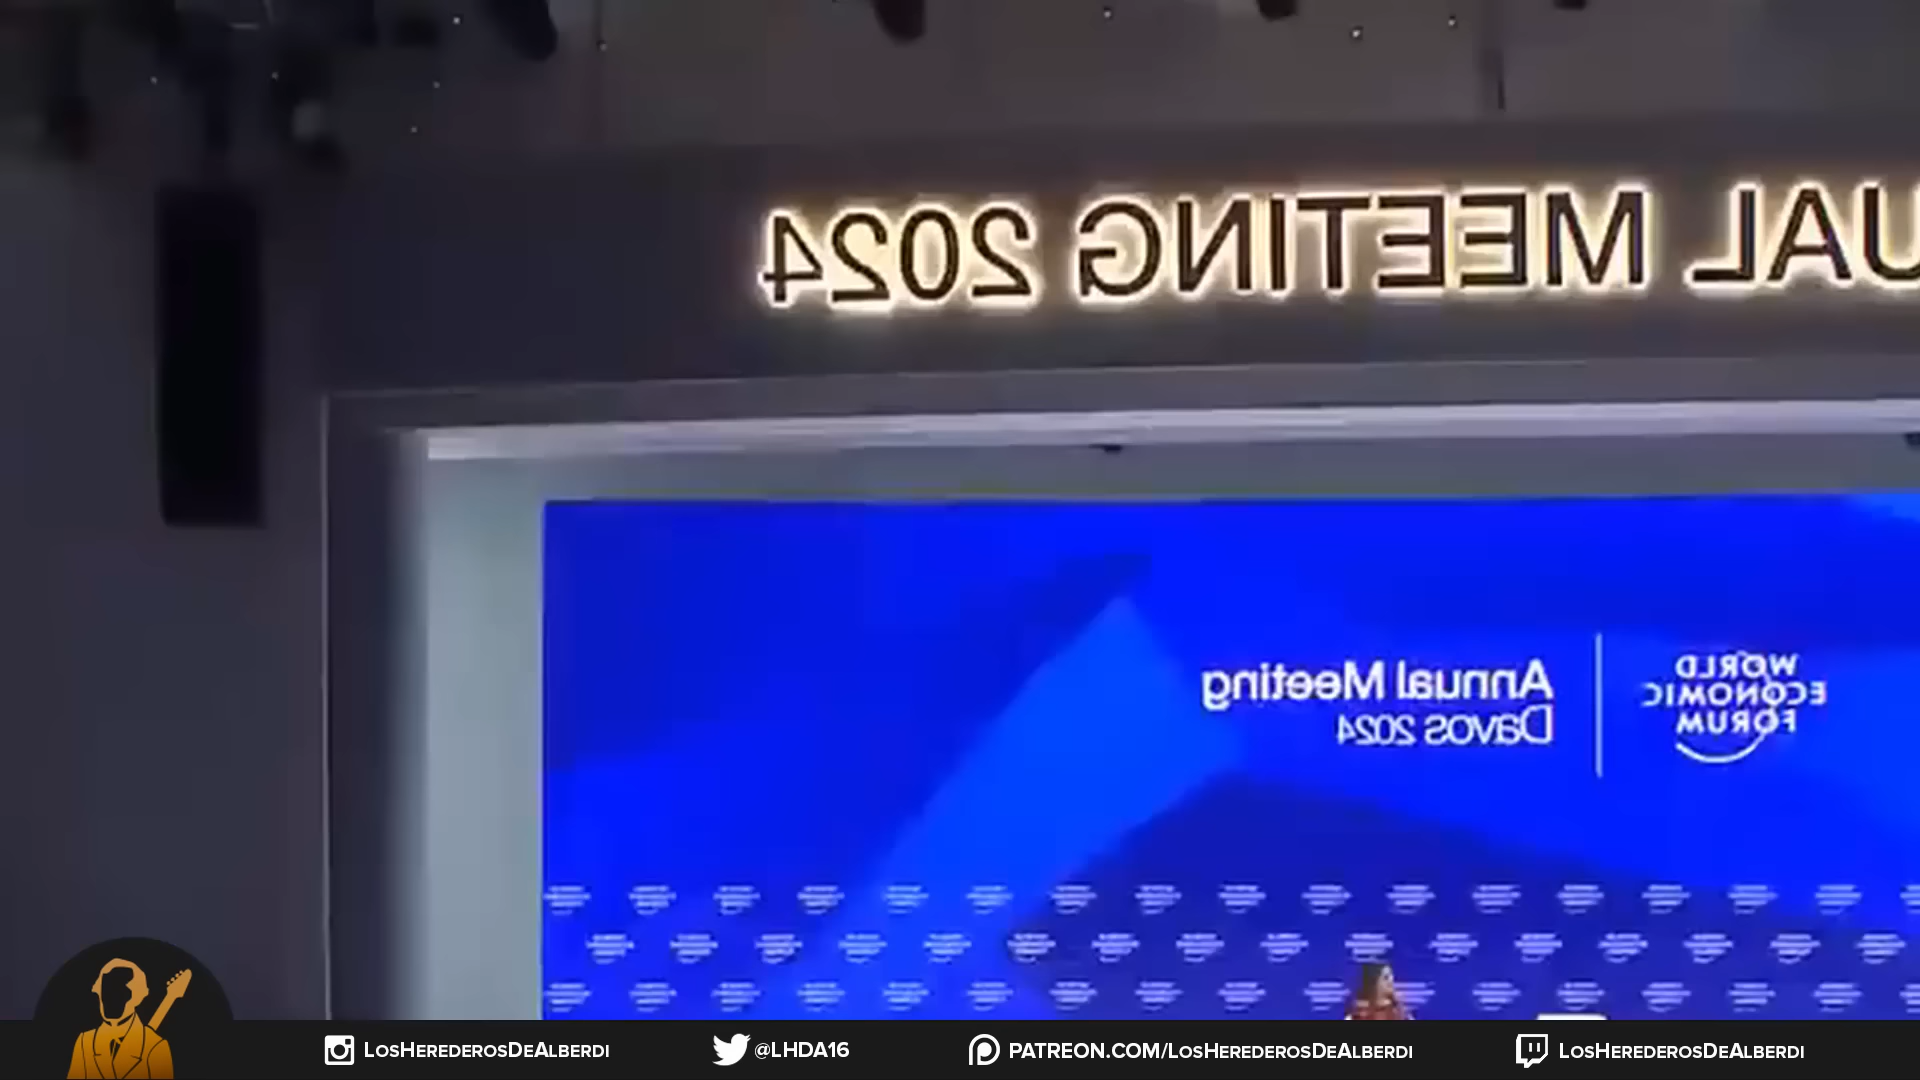 UAL MEETING 2024
WORLD
ECONOMIC
FORUM
Annual Meeting
Davos 2024
LosHerederosDeAlberdi
@LHDA16
PATREON.COM/LosHerederosDeAlberdi
LosHerederosDeAlberdi